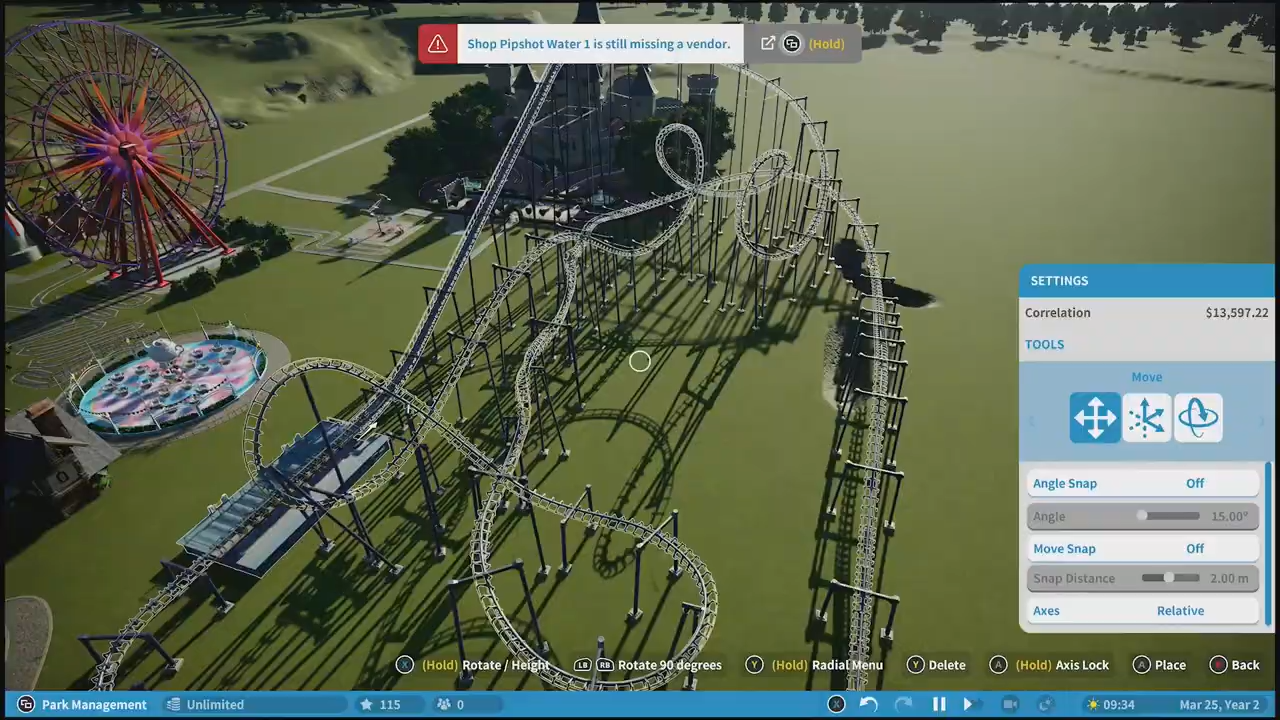 Shop Pipshot Water 1 is still missing a vendor.
(Hold)
SETTINGS
Correlation $13,597.22
TOOLS
Move
Angle Snap Off
Angle 15.00°
Move Snap Off
Snap Distance 2.00 m
Axes Relative
X (Hold) Rotate / Height LB RB Rotate 90 degrees Y (Hold) Radial Menu Y Delete A (Hold) Axis Lock A Place B Back
Park Management Unlimited 115 0 X 09:34 Mar 25, Year 2